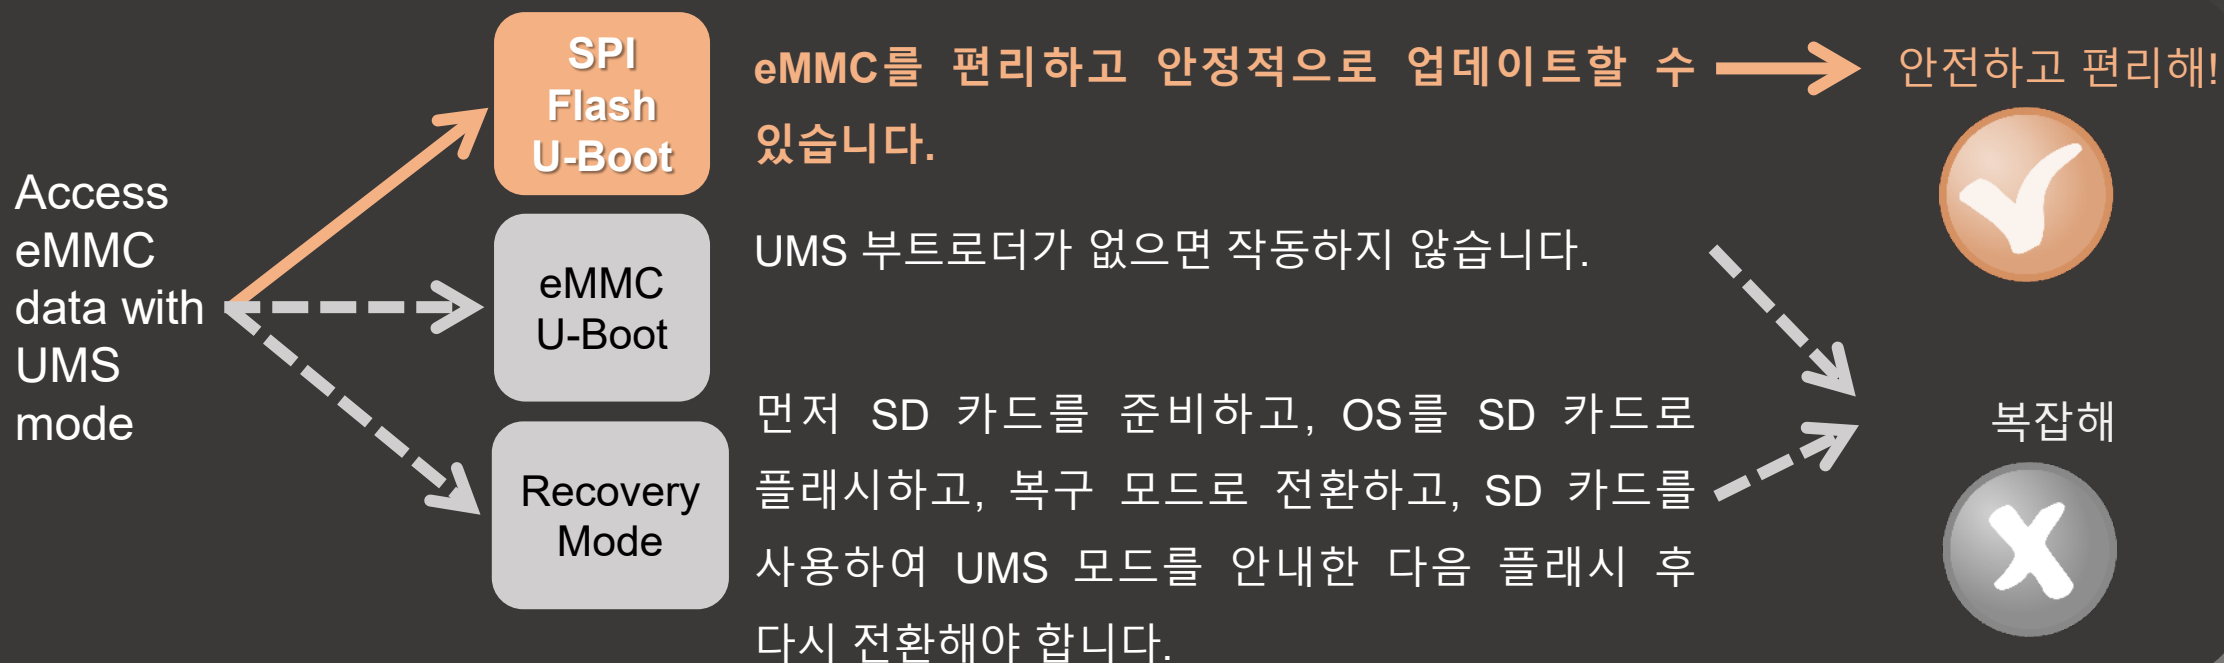 Access
eMMC
data with
UMS
mode
SPI
Flash
U-Boot
eMMC를 편리하고 안정적으로 업데이트할 수
있습니다.
안전하고 편리해!
eMMC
U-Boot
UMS 부트로더가 없으면 작동하지 않습니다.
Recovery
Mode
먼저 SD 카드를 준비하고, OS를 SD 카드로
플래시하고, 복구 모드로 전환하고, SD 카드를
사용하여 UMS 모드를 안내한 다음 플래시 후
다시 전환해야 합니다.
복잡해